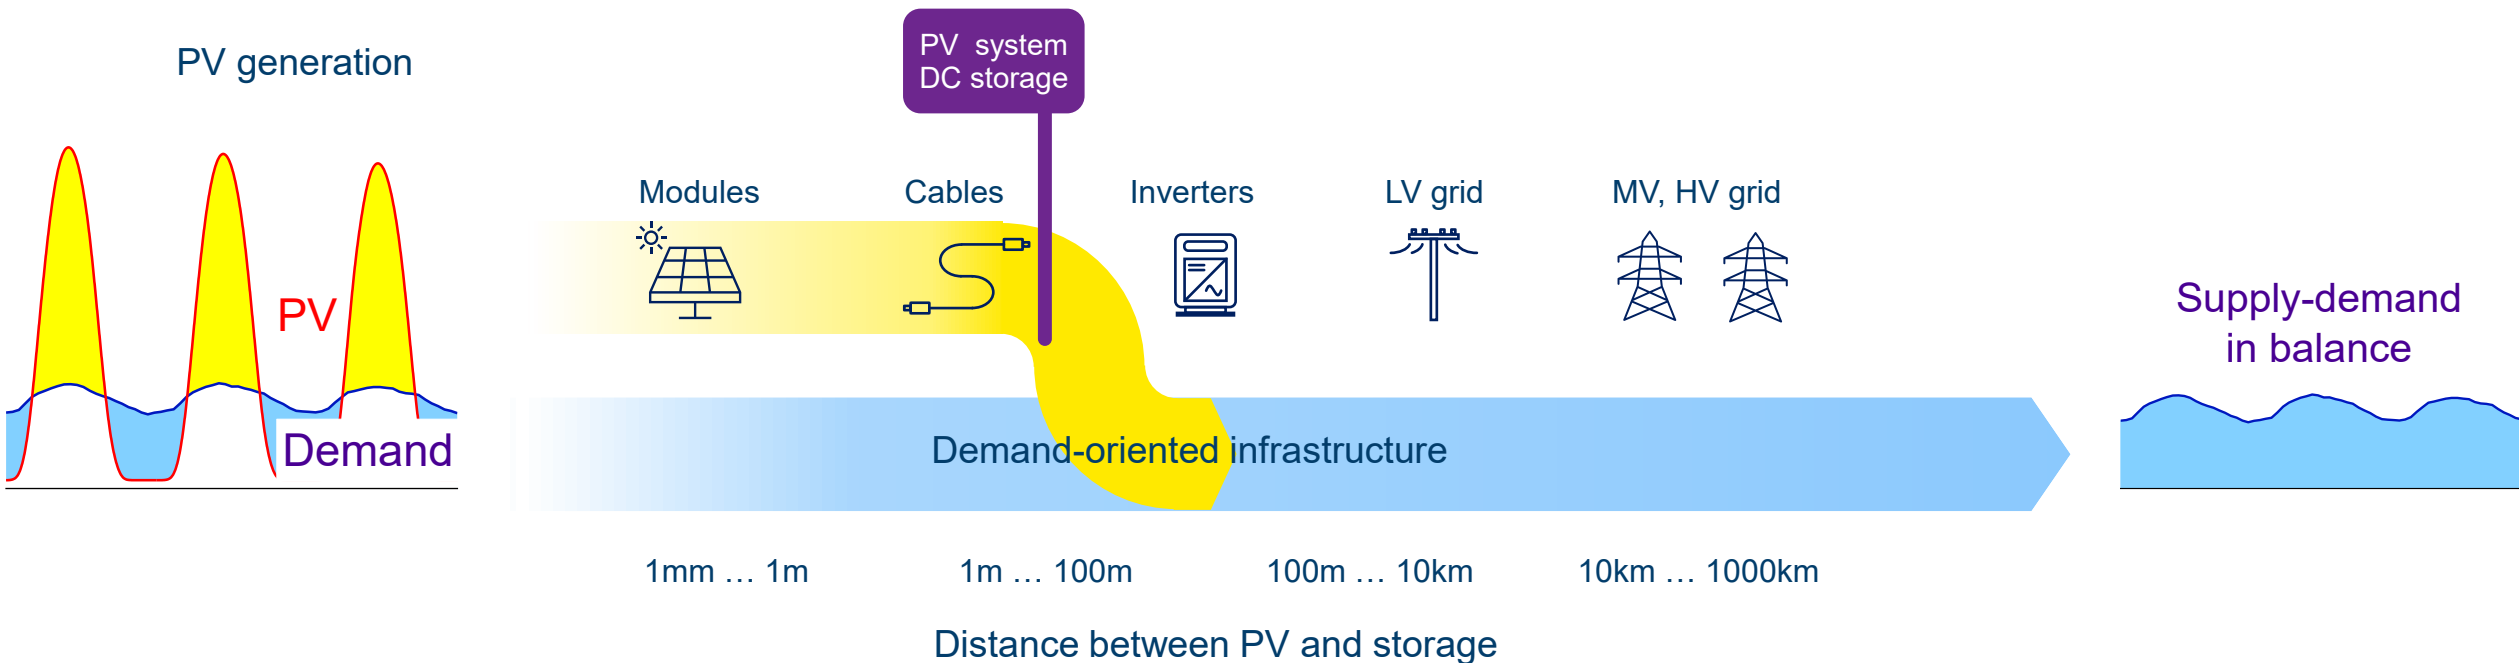 PV generation
PV system
DC storage
Modules
Cables
Inverters
LV grid
MV, HV grid
PV
Demand
Supply-demand
in balance
Demand-oriented infrastructure
1mm … 1m
1m … 100m
100m … 10km
10km … 1000km
Distance between PV and storage